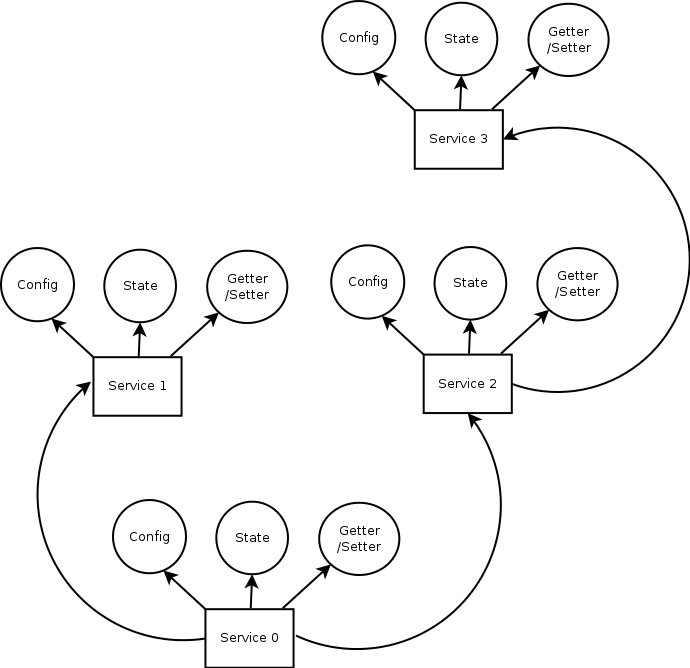 Config
State
Getter
/Setter
Service 3
Config
State
Getter
/Setter
Service 1
Config
State
Getter
/Setter
Service 2
Config
State
Getter
/Setter
Service 0